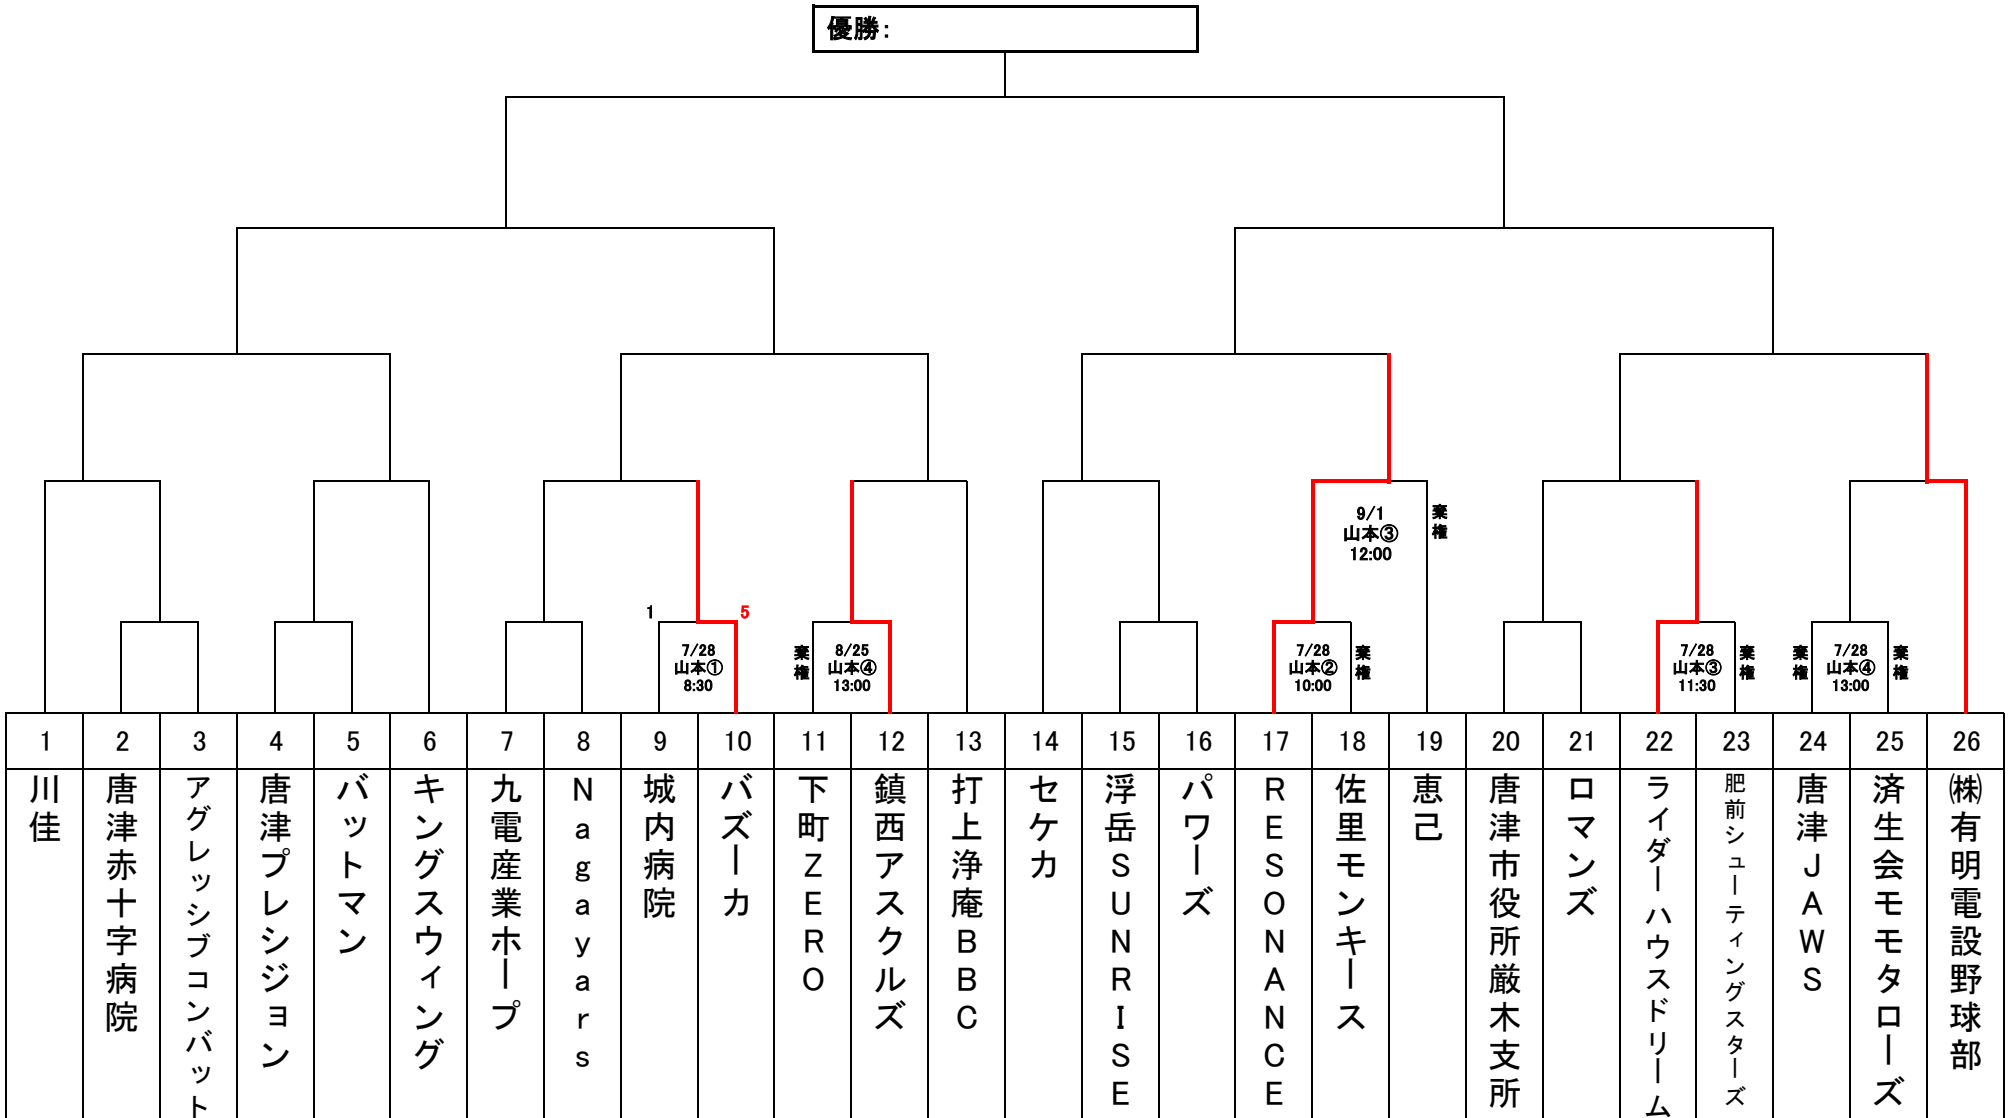 優勝：
9/1
山本③
12:00
棄権
1
5
7/28
山本①
8:30
棄権
8/25
山本④
13:00
7/28
山本②
10:00
棄権
7/28
山本③
11:30
棄権
棄権
7/28
山本④
13:00
棄権
1 2 3 4 5 6 7 8 9 10 11 12 13 14 15 16 17 18 19 20 21 22 23 24 25 26
川佳
唐津赤十字病院
アグレッシブコンバット
唐津プレシジョン
バットマン
キングスウィング
九電産業ホープ
Nagayars
城内病院
バズーカ
下町ZERO
鎮西アスクルズ
打上浄庵BBC
セケカ
浮岳SUNRISE
パワーズ
RESONANCE
佐里モンキース
恵己
唐津市役所厳木支所
ロマンズ
ライダーハウスドリーム
肥前シューティングスターズ
唐津JAWS
済生会モモタローズ
㈱有明電設野球部